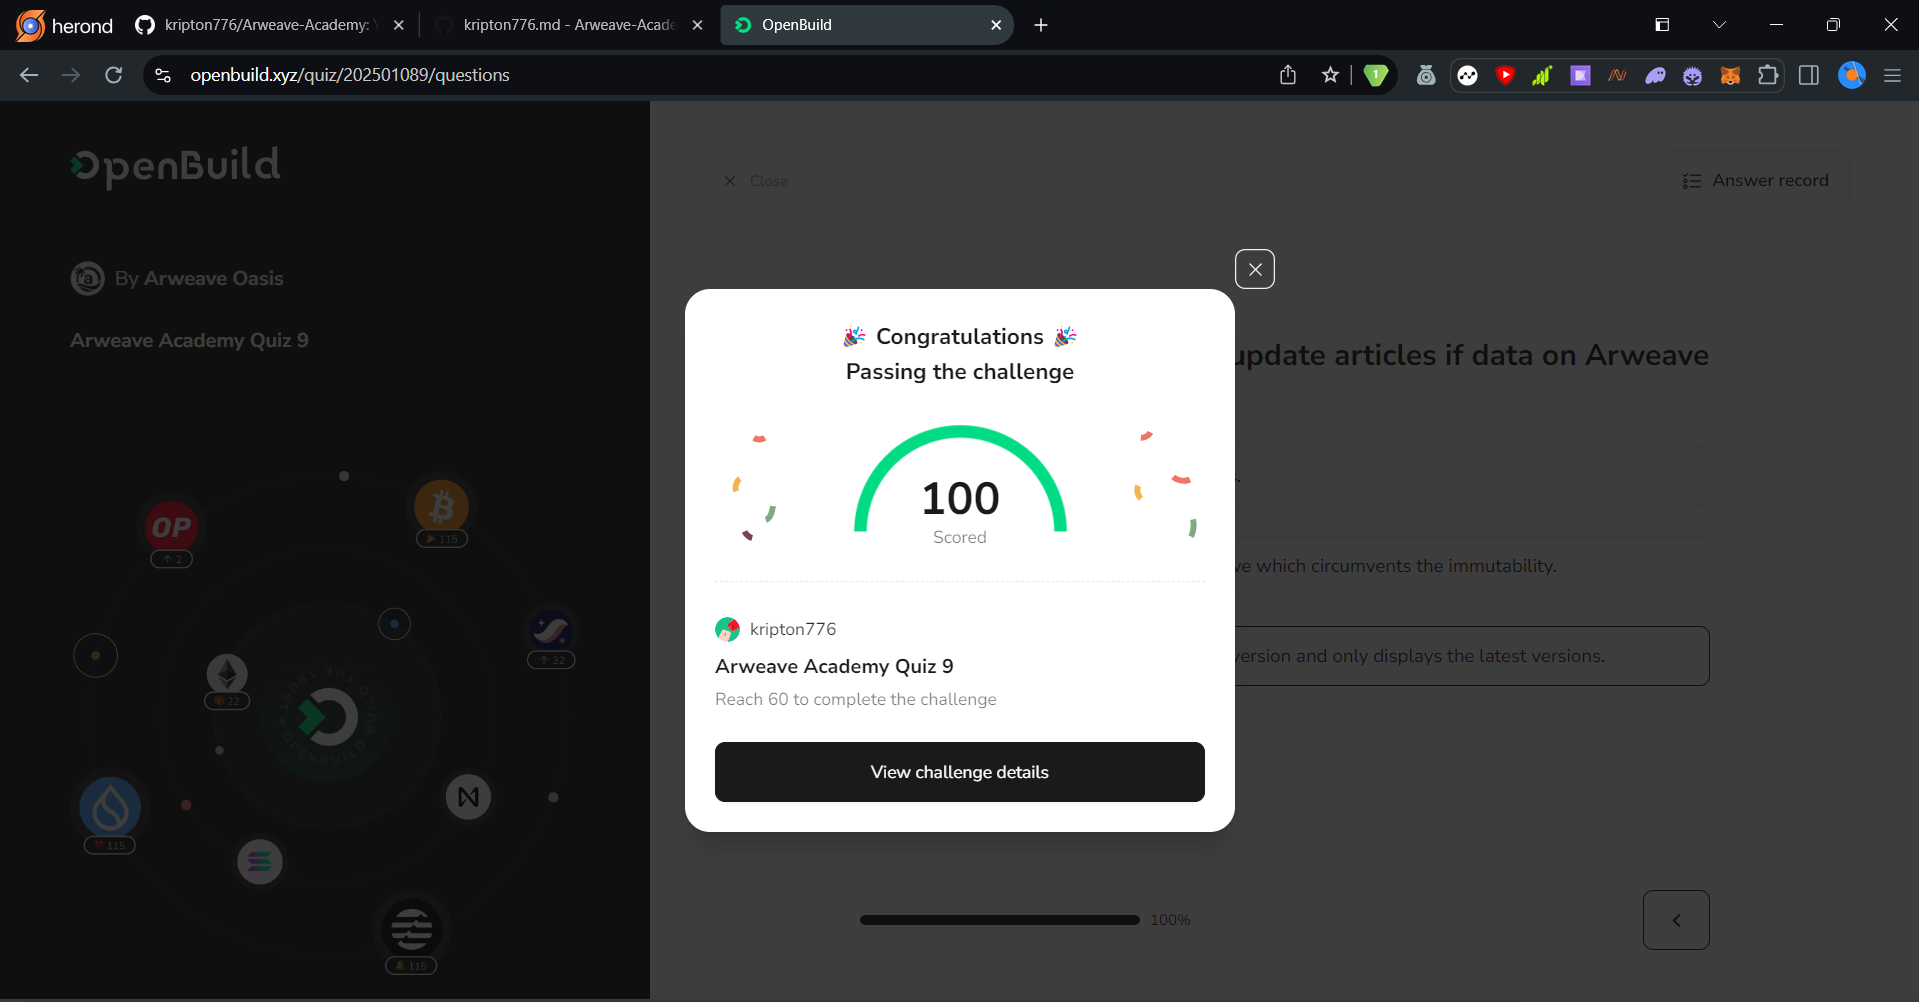 herond
kripton776/Arweave-Academy:
kripton776.md - Arweave-Acade
OpenBuild
openbuild.xyz/quiz/202501089/questions
1
OpenBuild
By Arweave Oasis
Arweave Academy Quiz 9
OP
2
115
32
22
115
115
Close
Answer record
update articles if data on Arweave
ve which circumvents the immutability.
version and only displays the latest versions.
100%
Congratulations
Passing the challenge
100
Scored
kripton776
Arweave Academy Quiz 9
Reach 60 to complete the challenge
View challenge details